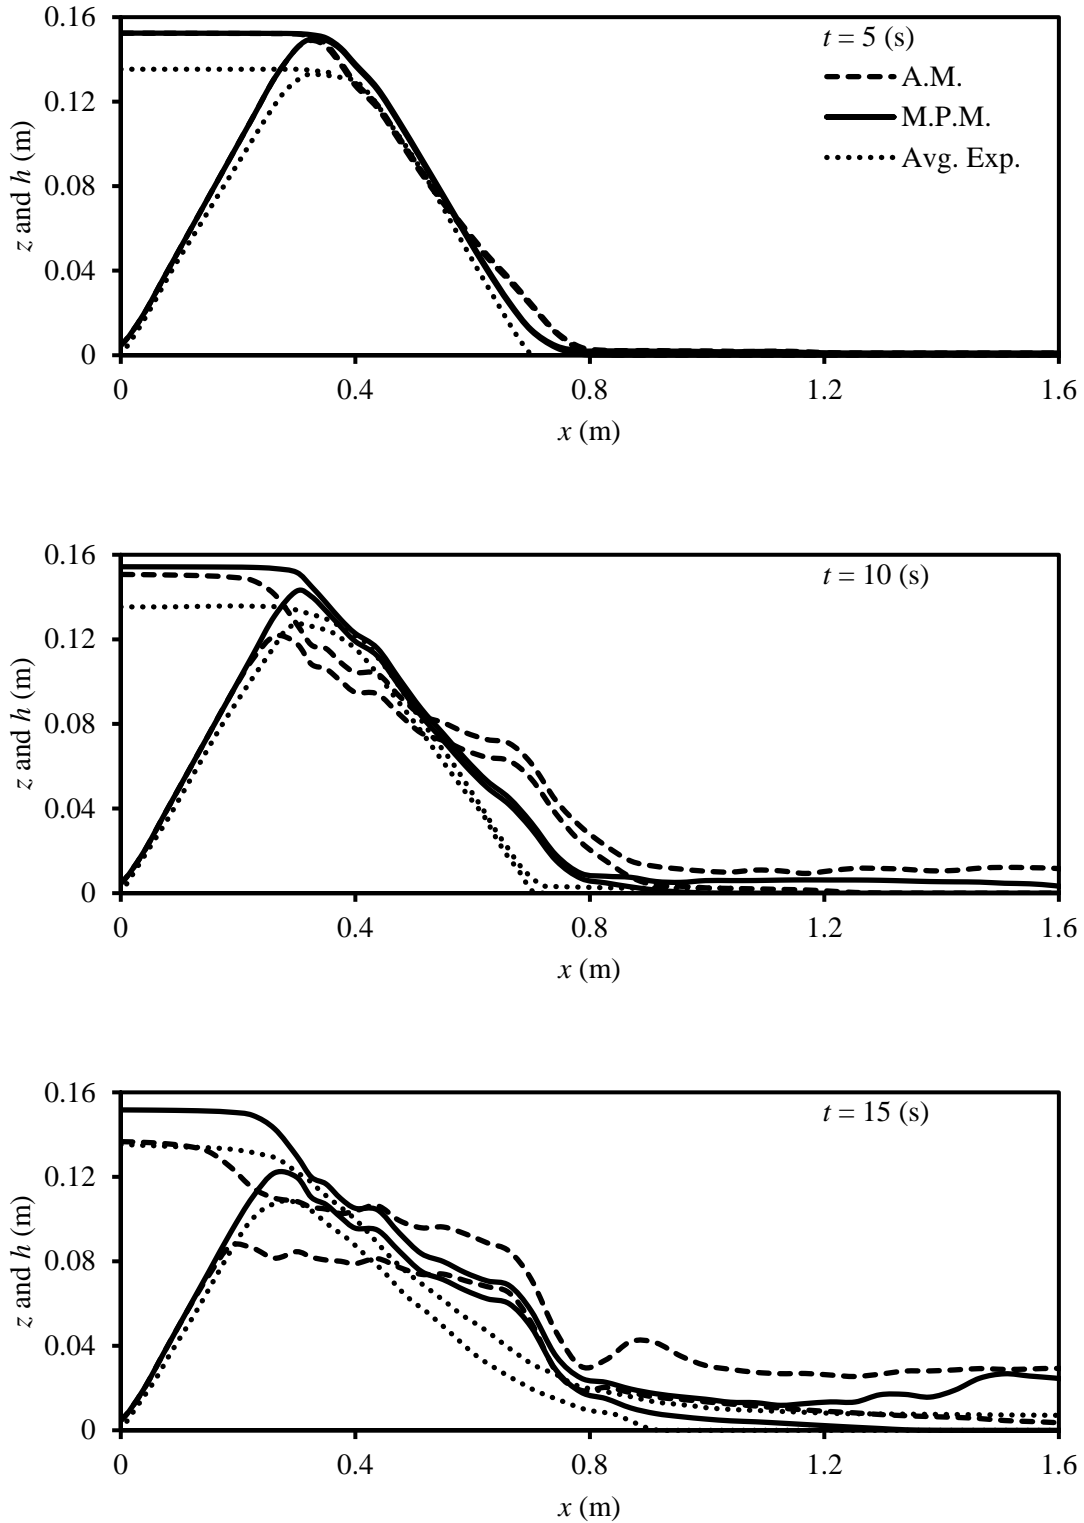 0.16
0.12
0.08
0.04
0
z and h (m)
t = 5 (s)
A.M.
M.P.M.
Avg. Exp.
0 0.4 0.8 1.2 1.6
x (m)
0.16
0.12
0.08
0.04
0
z and h (m)
t = 10 (s)
0 0.4 0.8 1.2 1.6
x (m)
0.16
0.12
0.08
0.04
0
z and h (m)
t = 15 (s)
0 0.4 0.8 1.2 1.6
x (m)